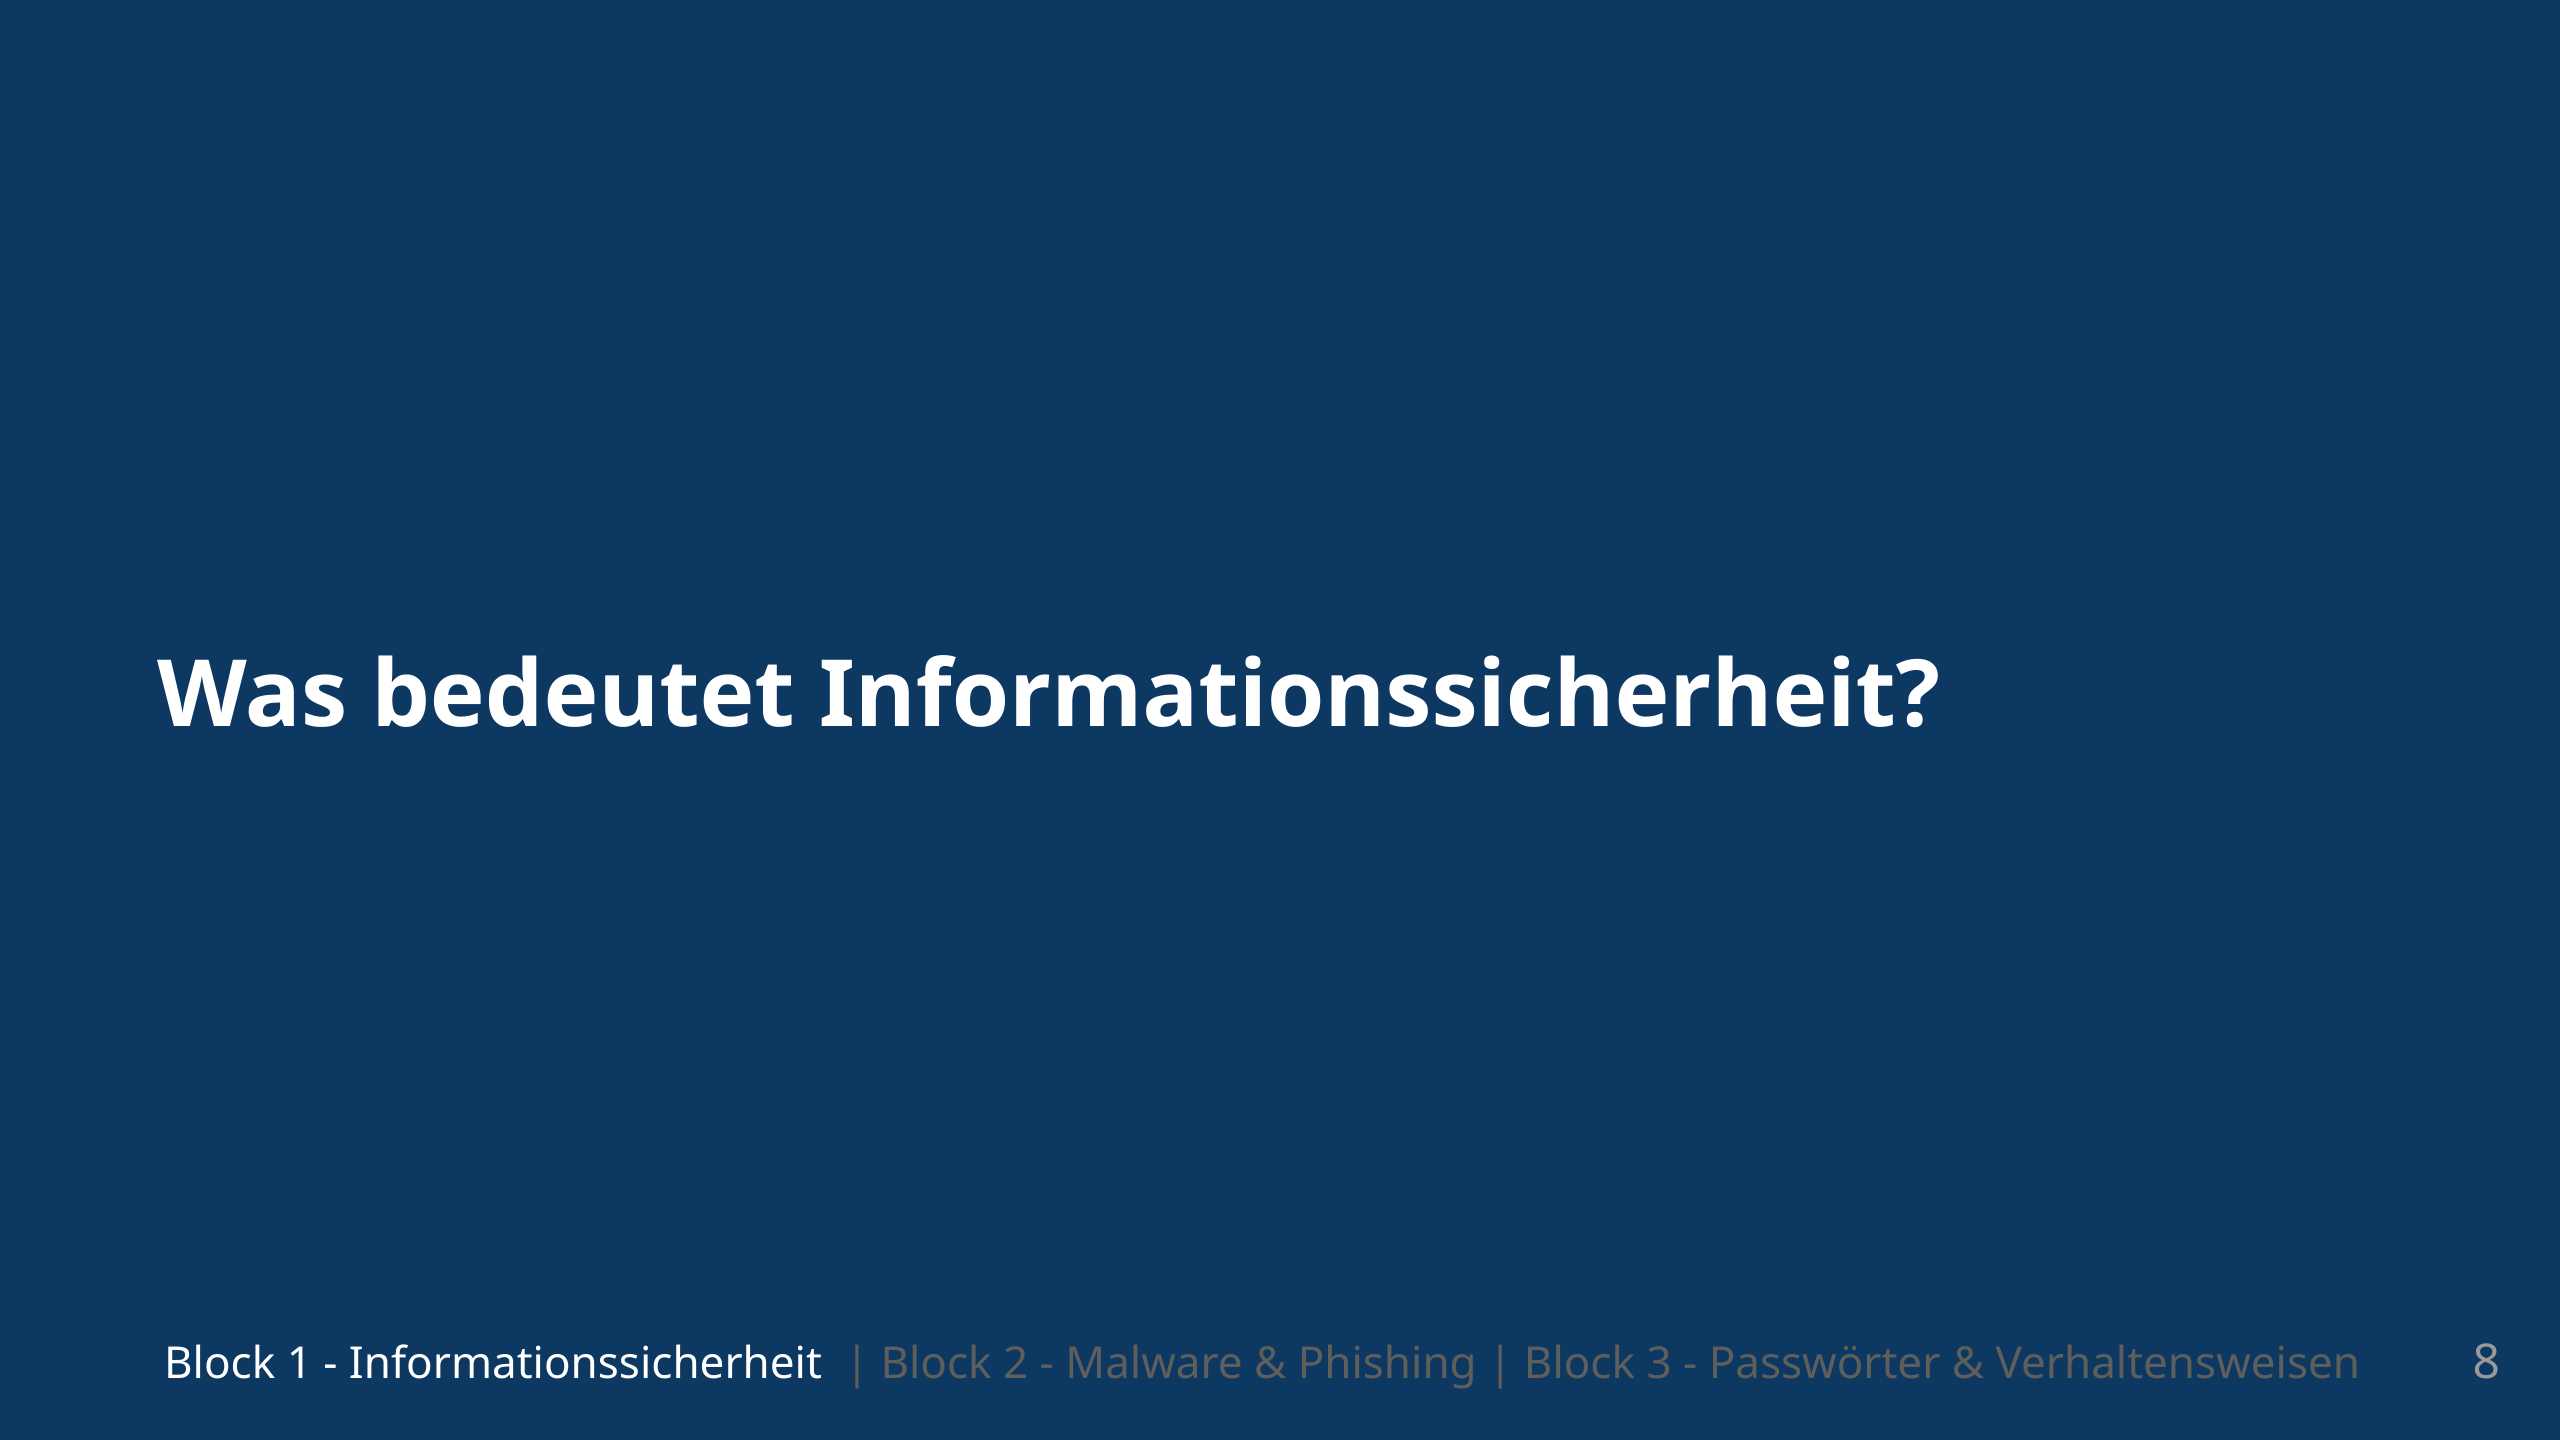 Was bedeutet Informationssicherheit?
Block 1 - Informationssicherheit | Block 2 - Malware & Phishing | Block 3 - Passwörter & Verhaltensweisen 8